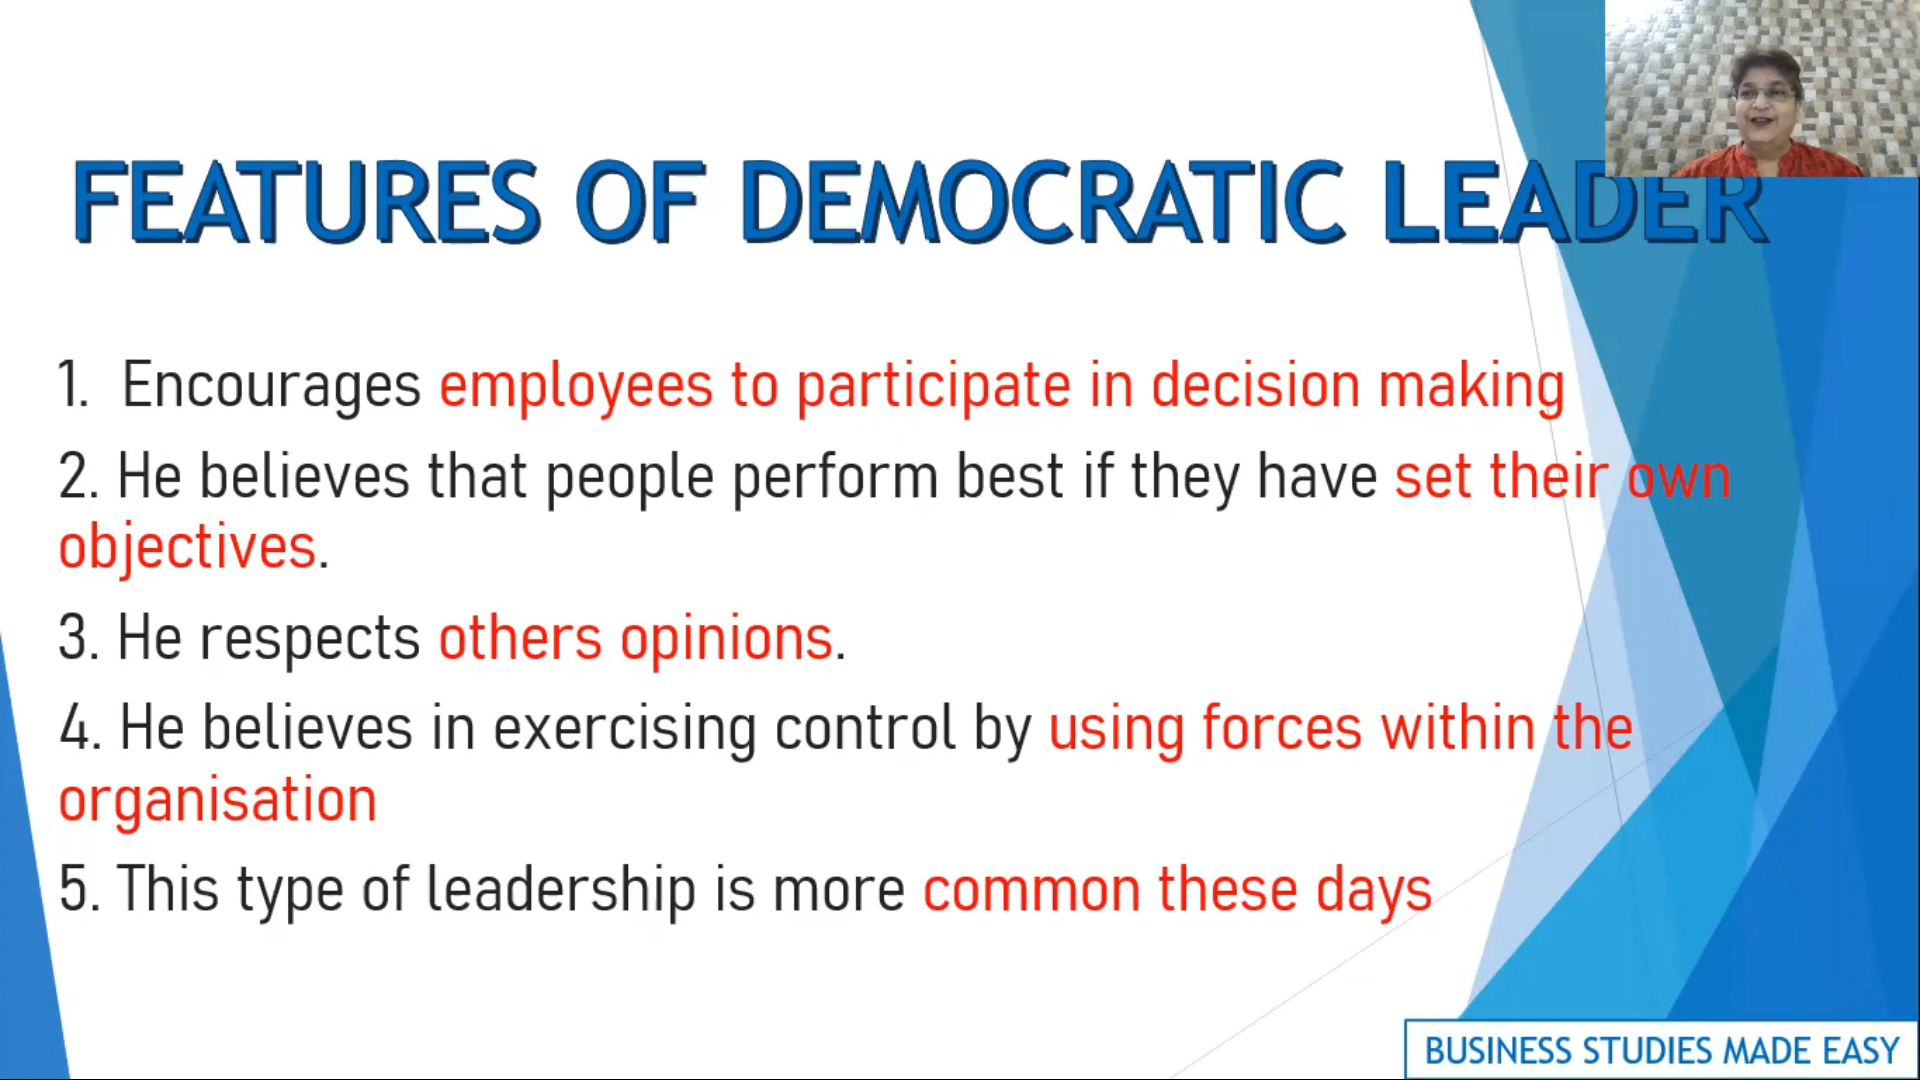 FEATURES OF DEMOCRATIC LEADER
1. Encourages employees to participate in decision making
2. He believes that people perform best if they have set their own
objectives.
3. He respects others opinions.
4. He believes in exercising control by using forces within the
organisation
5. This type of leadership is more common these days
BUSINESS STUDIES MADE EASY